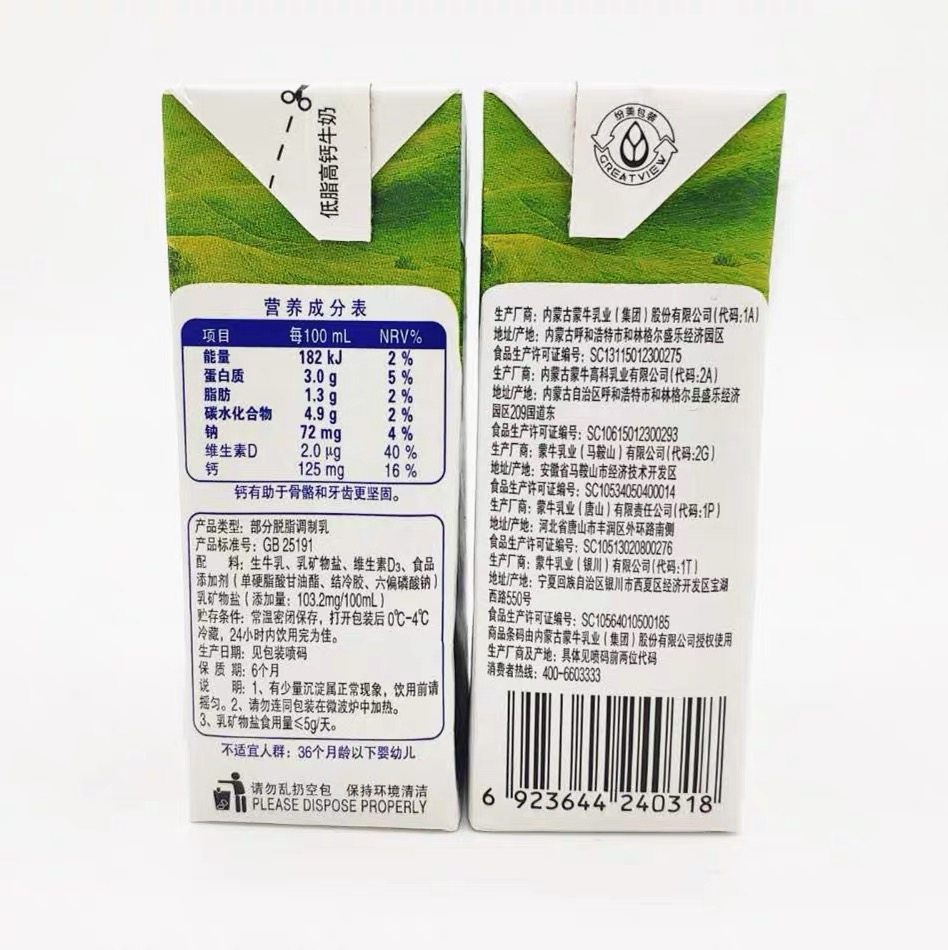 低脂高钙牛奶
营养成分表
项目 每100 mL NRV%
能量 182 kJ 2 %
蛋白质 3.0 g 5 %
脂肪 1.3 g 2 %
碳水化合物 4.9 g 2 %
钠 72 mg 4 %
维生素D 2.0 μg 40 %
钙 125 mg 16 %
钙有助于骨骼和牙齿更坚固。
产品类型: 部分脱脂调制乳
产品标准号: GB 25191
配 料: 生牛乳、乳矿物盐、维生素D₃、食品
添加剂（单硬脂酸甘油酯、结冷胶、六偏磷酸钠）
乳矿物盐（添加量: 103.2mg/100mL）
贮存条件: 常温密闭保存，打开包装后0℃-4℃
冷藏，24小时内饮用完为佳。
生产日期: 见包装喷码
保 质 期: 6个月
说 明: 1、有少量沉淀属正常现象，饮用前请
摇匀。2、请勿连同包装在微波炉中加热。
3、乳矿物盐食用量≤5g/天。
不适宜人群: 36个月龄以下婴幼儿
请勿乱扔空包 保持环境清洁
PLEASE DISPOSE PROPERLY
纷美包装
GREATVIEW
生产厂商: 内蒙古蒙牛乳业（集团）股份有限公司(代码:1A)
地址/产地: 内蒙古呼和浩特市和林格尔盛乐经济园区
食品生产许可证编号: SC13115012300275
生产厂商: 内蒙古蒙牛高科乳业有限公司(代码:2A)
地址/产地: 内蒙古自治区呼和浩特市和林格尔县盛乐经济
园区209国道东
食品生产许可证编号: SC10615012300293
生产厂商: 蒙牛乳业（马鞍山）有限公司(代码:2G)
地址/产地: 安徽省马鞍山市经济技术开发区
食品生产许可证编号: SC10534050400014
生产厂商: 蒙牛乳业（唐山）有限责任公司(代码:1P)
地址/产地: 河北省唐山市丰润区外环路南侧
食品生产许可证编号: SC10513020800276
生产厂商: 蒙牛乳业（银川）有限公司(代码:1T)
地址/产地: 宁夏回族自治区银川市西夏区经济开发区宝湖
西路550号
食品生产许可证编号: SC10564010500185
商品条码由内蒙古蒙牛乳业（集团）股份有限公司授权使用
生产厂商及产地: 具体见喷码前两位代码
消费者热线: 400-6603333
6 923644 240318